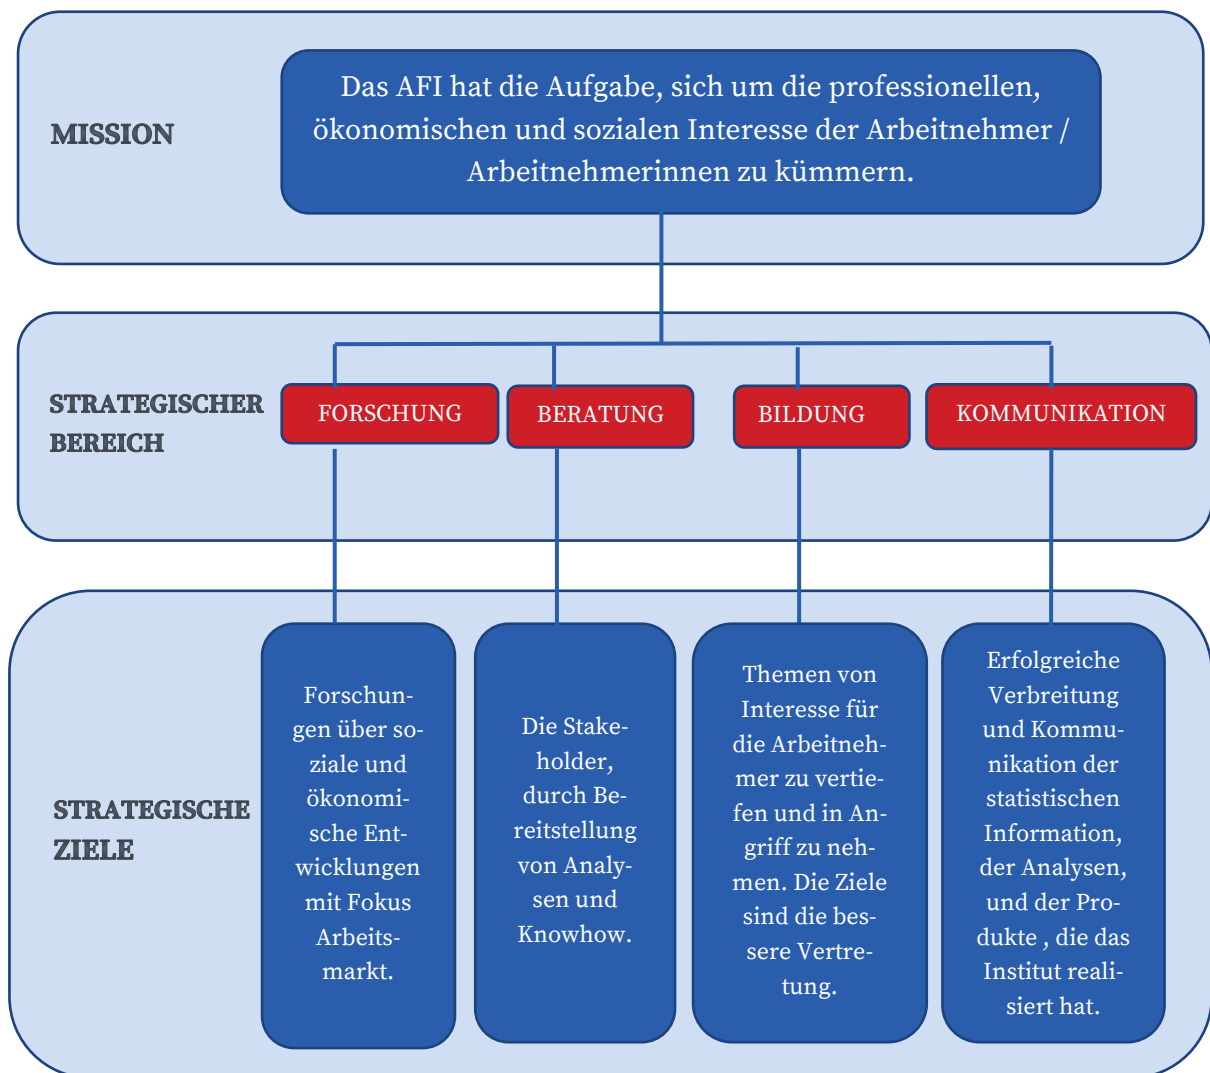 MISSION
Das AFI hat die Aufgabe, sich um die professionellen,
ökonomischen und sozialen Interesse der Arbeitnehmer /
Arbeitnehmerinnen zu kümmern.
STRATEGISCHER
BEREICH
FORSCHUNG
BERATUNG
BILDUNG
KOMMUNIKATION
STRATEGISCHE
ZIELE
Forschun-
gen über so-
ziale und
ökonomi-
sche Ent-
wicklungen
mit Fokus
Arbeits-
markt.
Die Stake-
holder,
durch Be-
reitstellung
von Analy-
sen und
Knowhow.
Themen von
Interesse für
die Arbeitneh-
mer zu vertie-
fen und in An-
griff zu neh-
men. Die Ziele
sind die bes-
sere Vertre-
tung.
Erfolgreiche
Verbreitung
und Kommu-
nikation der
statistischen
Information,
der Analysen,
und der Pro-
dukte , die das
Institut reali-
siert hat.